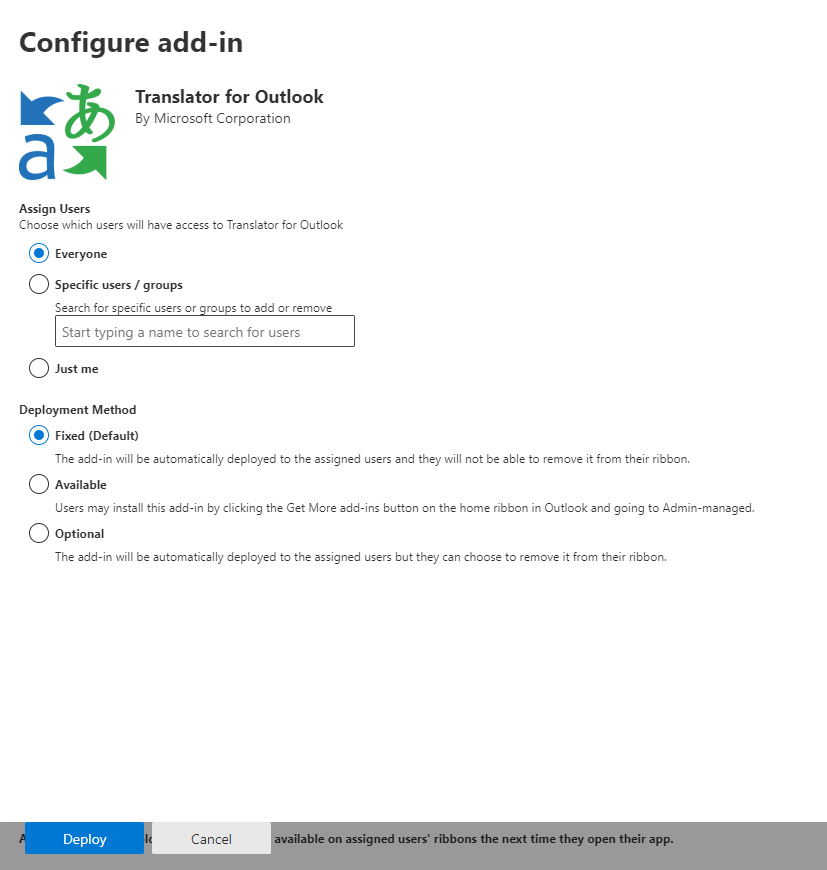 Configure add-in
あ
a
Translator for Outlook
By Microsoft Corporation
Assign Users
Choose which users will have access to Translator for Outlook
Everyone
Specific users / groups
Search for specific users or groups to add or remove
Start typing a name to search for users
Just me
Deployment Method
Fixed (Default)
The add-in will be automatically deployed to the assigned users and they will not be able to remove it from their ribbon.
Available
Users may install this add-in by clicking the Get More add-ins button on the home ribbon in Outlook and going to Admin-managed.
Optional
The add-in will be automatically deployed to the assigned users but they can choose to remove it from their ribbon.
Deploy Cancel available on assigned users' ribbons the next time they open their app.